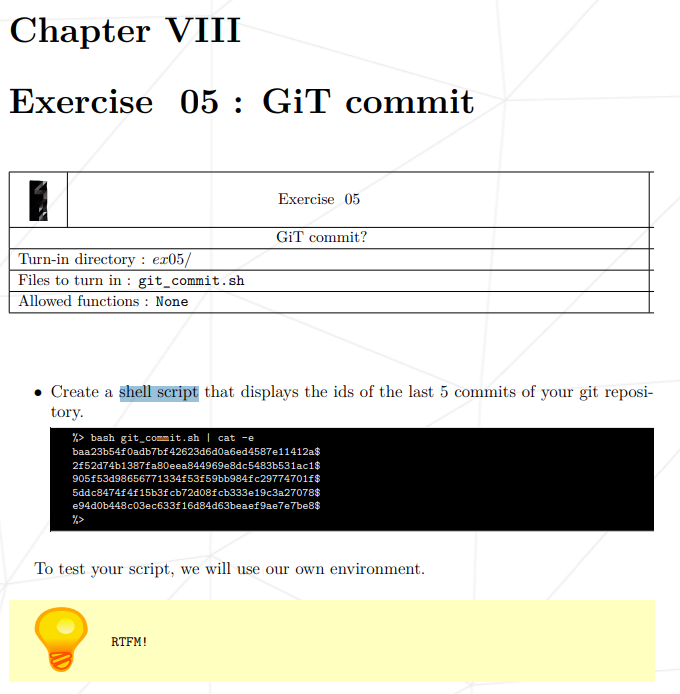 Chapter VIII
Exercise 05 : GiT commit
Exercise 05
GiT commit?
Turn-in directory : ex05/
Files to turn in : git_commit.sh
Allowed functions : None
• Create a shell script that displays the ids of the last 5 commits of your git reposi-
tory.
%> bash git_commit.sh | cat -e
baa23b54f0adb7bf42623d6d0a6ed4587e11412a$
2f52d74b1387fa80eea844969e8dc5483b531ac1$
905f53d98656771334f53f59bb984fc29774701f$
5ddc8474f4f15b3fcb72d08fcb333e19c3a27078$
e94d0b448c03ec633f16d84d63beaef9ae7e7be8$
%>
To test your script, we will use our own environment.
RTFM!